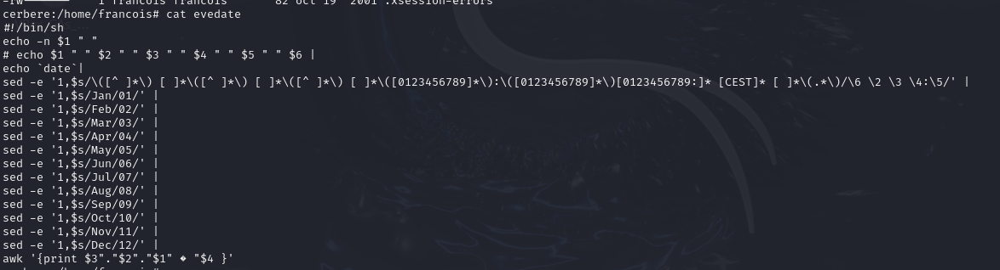 -rw 1 francois francois 82 Oct 19 2001 .xsession-errors
cerbere:/home/francois# cat evedate
#!/bin/sh
echo -n $1 " "
# echo $1 " " $2 " " $3 " " $4 " " $5 " " $6 |
echo `date`|
sed -e '1,$s/\([^ ]*\) [ ]*\([^ ]*\) [ ]*\([^ ]*\) [ ]*\([0123456789]*\):\([0123456789]*\)[0123456789:]* [CEST]* [ ]*\(.*\)/\6 \2 \3 \4:\5/' |
sed -e '1,$s/Jan/01/' |
sed -e '1,$s/Feb/02/' |
sed -e '1,$s/Mar/03/' |
sed -e '1,$s/Apr/04/' |
sed -e '1,$s/May/05/' |
sed -e '1,$s/Jun/06/' |
sed -e '1,$s/Jul/07/' |
sed -e '1,$s/Aug/08/' |
sed -e '1,$s/Sep/09/' |
sed -e '1,$s/Oct/10/' |
sed -e '1,$s/Nov/11/' |
sed -e '1,$s/Dec/12/' |
awk '{print $3"."$2"."$1" � "$4 }'